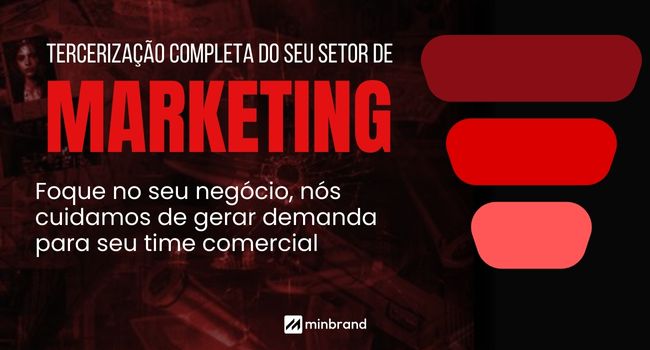 TERCERIZAÇÃO COMPLETA DO SEU SETOR DE
MARKETING
Foque no seu negócio, nós
cuidamos de gerar demanda
para seu time comercial
minbrand